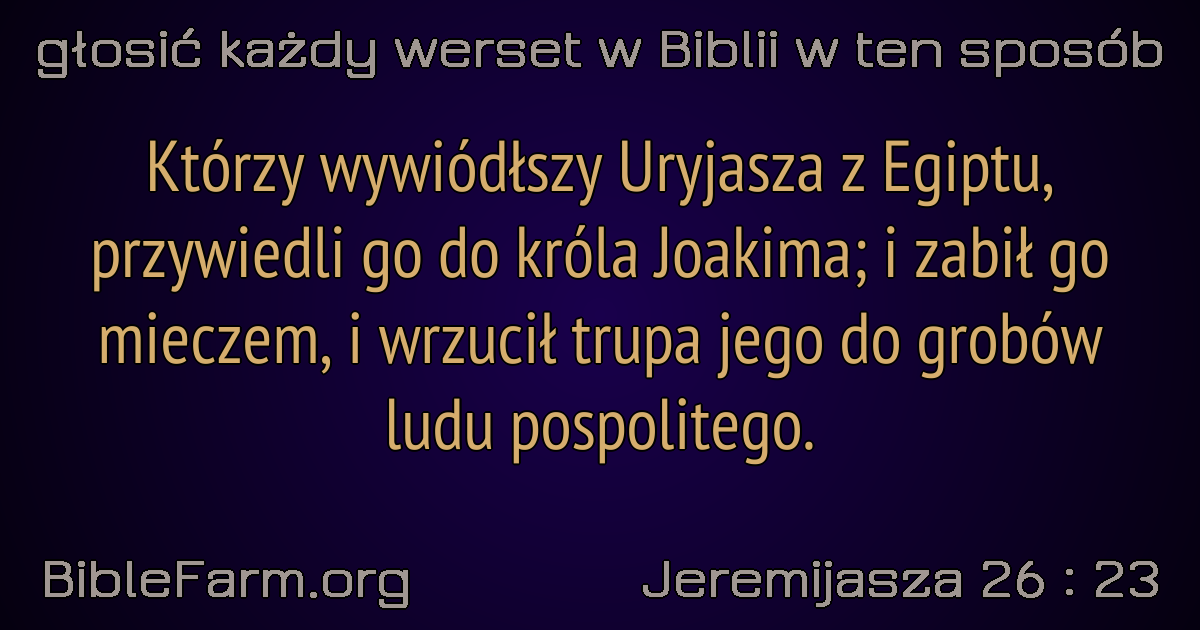 głosić każdy werset w Biblii w ten sposób
Którzy wywiódłszy Uryjasza z Egiptu,
przywiedli go do króla Joakima; i zabił go
mieczem, i wrzucił trupa jego do grobów
ludu pospolitego.
BibleFarm.org
Jeremijasza 26 : 23